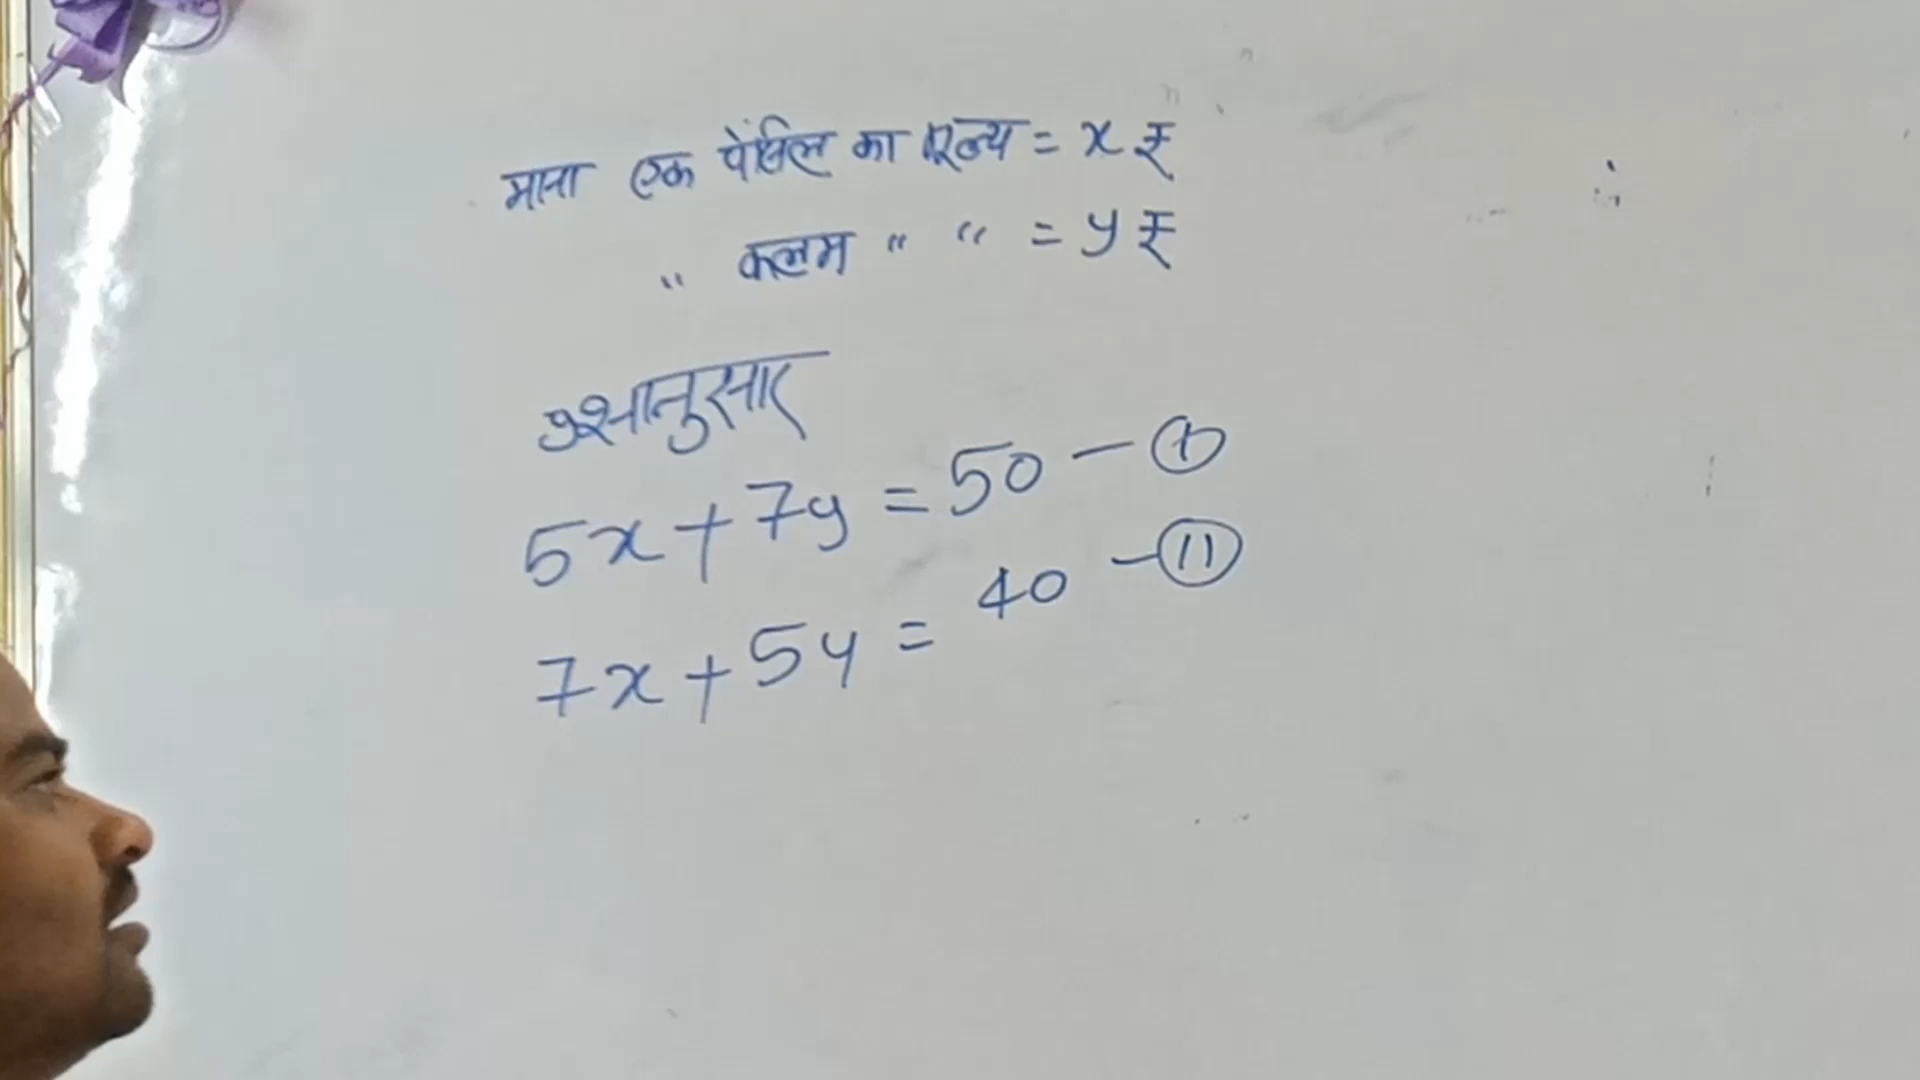 माना एक पेंसिल का मूल्य = x ₹
" कलम " " = y ₹
प्रश्नानुसार
5x + 7y = 50 — (I)
7x + 5y = 40 — (II)